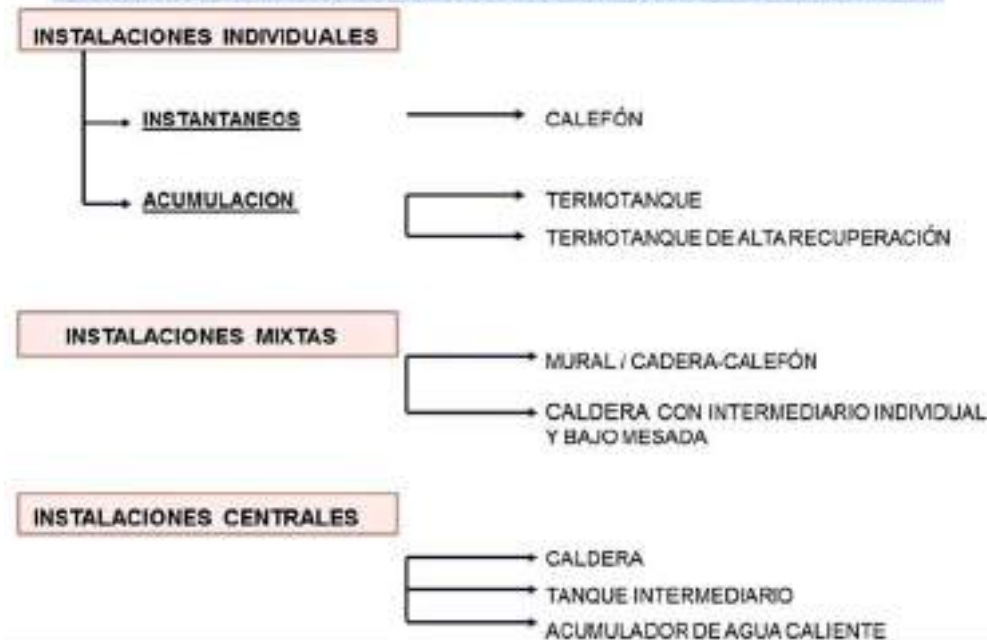 INSTALACIONES INDIVIDUALES
INSTANTANEOS
CALEFÓN
ACUMULACION
TERMOTANQUE
TERMOTANQUE DE ALTA RECUPERACIÓN
INSTALACIONES MIXTAS
MURAL / CADERA-CALEFÓN
CALDERA CON INTERMEDIARIO INDIVIDUAL
Y BAJO MESADA
INSTALACIONES CENTRALES
CALDERA
TANQUE INTERMEDIARIO
ACUMULADOR DE AGUA CALIENTE